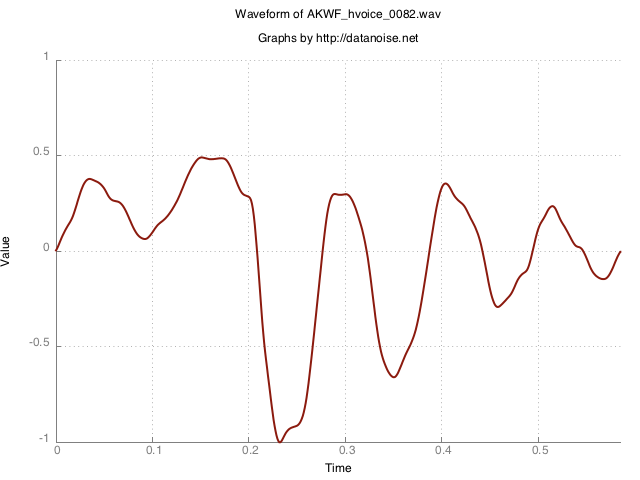 Waveform of AKWF_hvoice_0082.wav
Graphs by http://datanoise.net
1
0.5
0
-0.5
-1
Value
0 0.1 0.2 0.3 0.4 0.5
Time